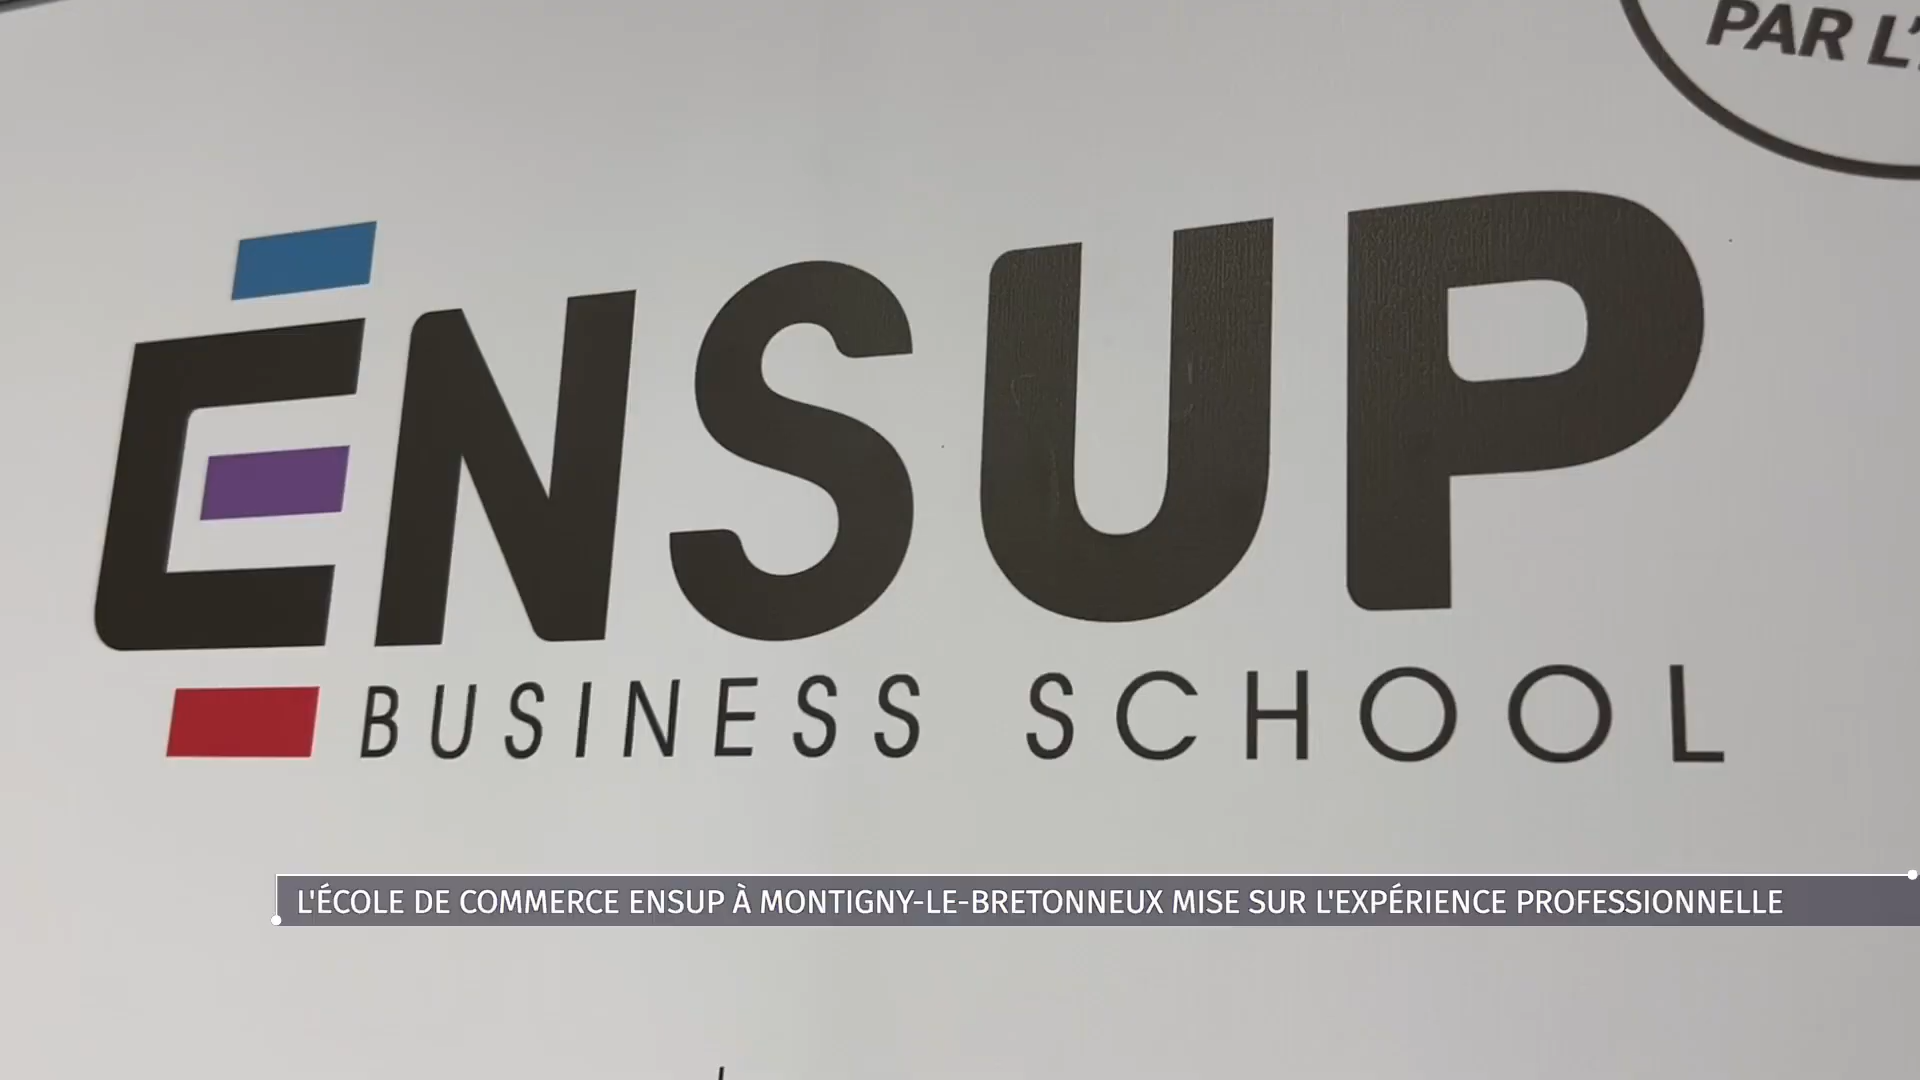 PAR L'
ÉNSUP
BUSINESS SCHOOL
L'ÉCOLE DE COMMERCE ENSUP À MONTIGNY-LE-BRETONNEUX MISE SUR L'EXPÉRIENCE PROFESSIONNELLE